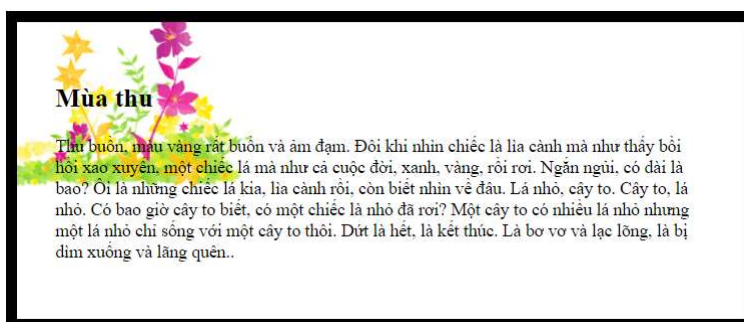 Mùa thu
Thu buồn, màu vàng rất buồn và ảm đạm. Đôi khi nhìn chiếc là lìa cành mà như thấy bồi
hồi xao xuyến, một chiếc lá mà như cả cuộc đời, xanh, vàng, rồi rơi. Ngắn ngủi, có dài là
bao? Ôi là những chiếc lá kia, lìa cành rồi, còn biết nhìn về đâu. Lá nhỏ, cây to. Cây to, lá
nhỏ. Có bao giờ cây to biết, có một chiếc là nhỏ đã rơi? Một cây to có nhiều lá nhỏ nhưng
một lá nhỏ chỉ sống với một cây to thôi. Dứt là hết, là kết thúc. Là bơ vơ và lạc lõng, là bị
dìm xuống và lãng quên..